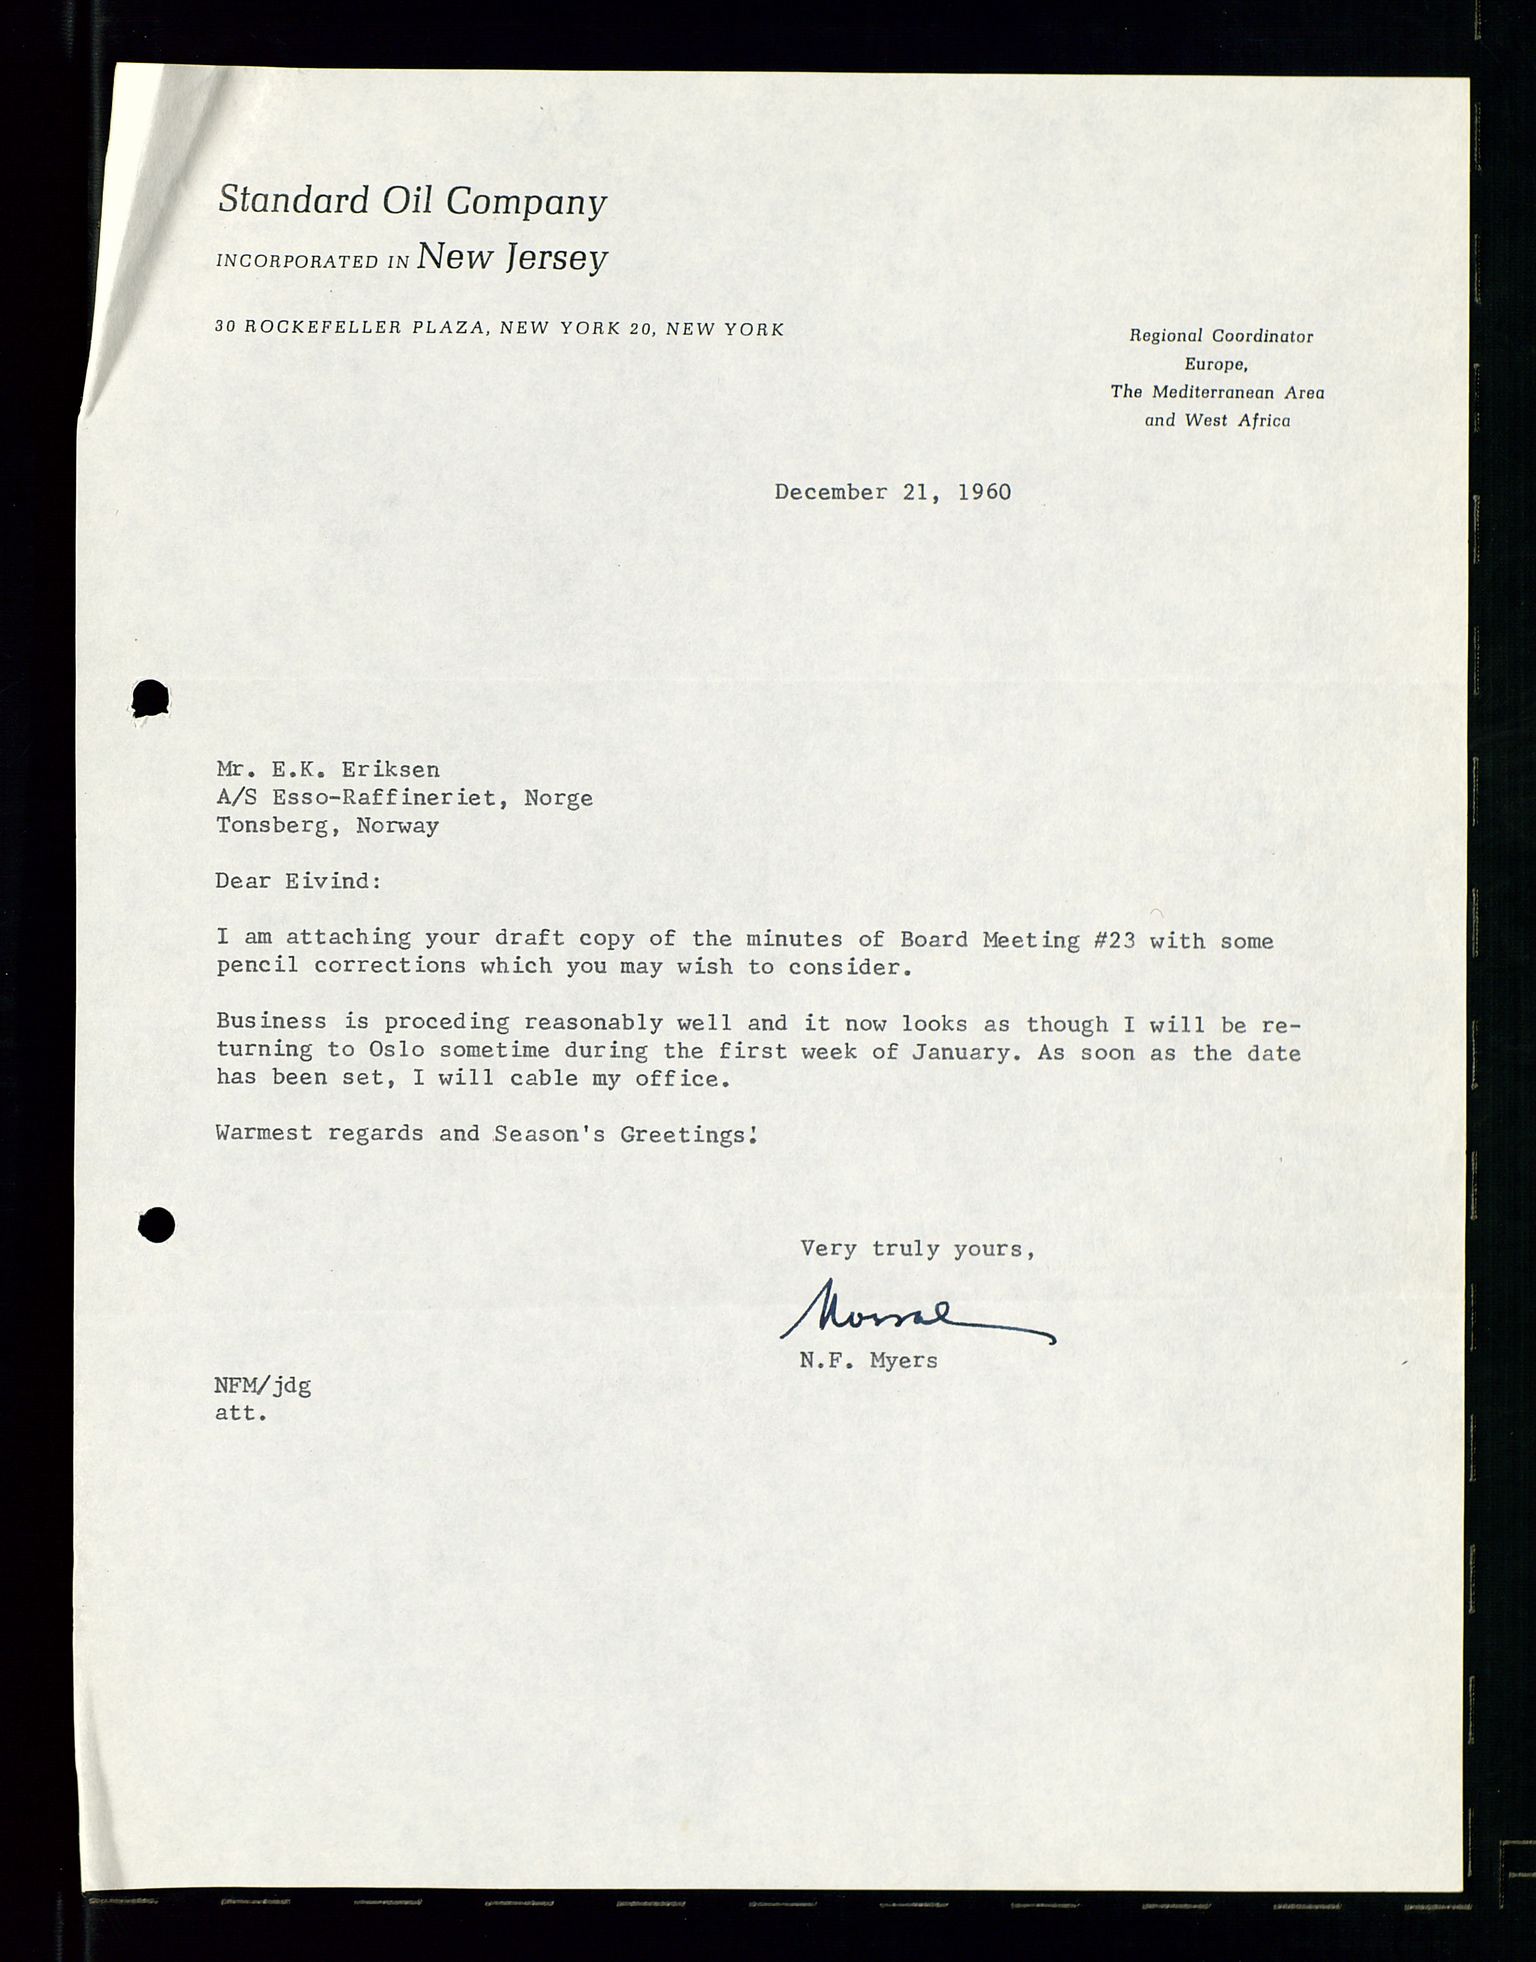 Standard Oil Company
INCORPORATED IN New Jersey
30 ROCKEFELLER PLAZA, NEW YORK 20, NEW YORK
Regional Coordinator
Europe,
The Mediterranean Area
and West Africa
December 21, 1960
Mr. E.K. Eriksen
A/S Esso-Raffineriet, Norge
Tonsberg, Norway
Dear Eivind:
I am attaching your draft copy of the minutes of Board Meeting #23 with some
pencil corrections which you may wish to consider.
Business is proceding reasonably well and it now looks as though I will be re-
turning to Oslo sometime during the first week of January. As soon as the date
has been set, I will cable my office.
Warmest regards and Season's Greetings!
Very truly yours,
N.F. Myers
NFM/jdg
att.